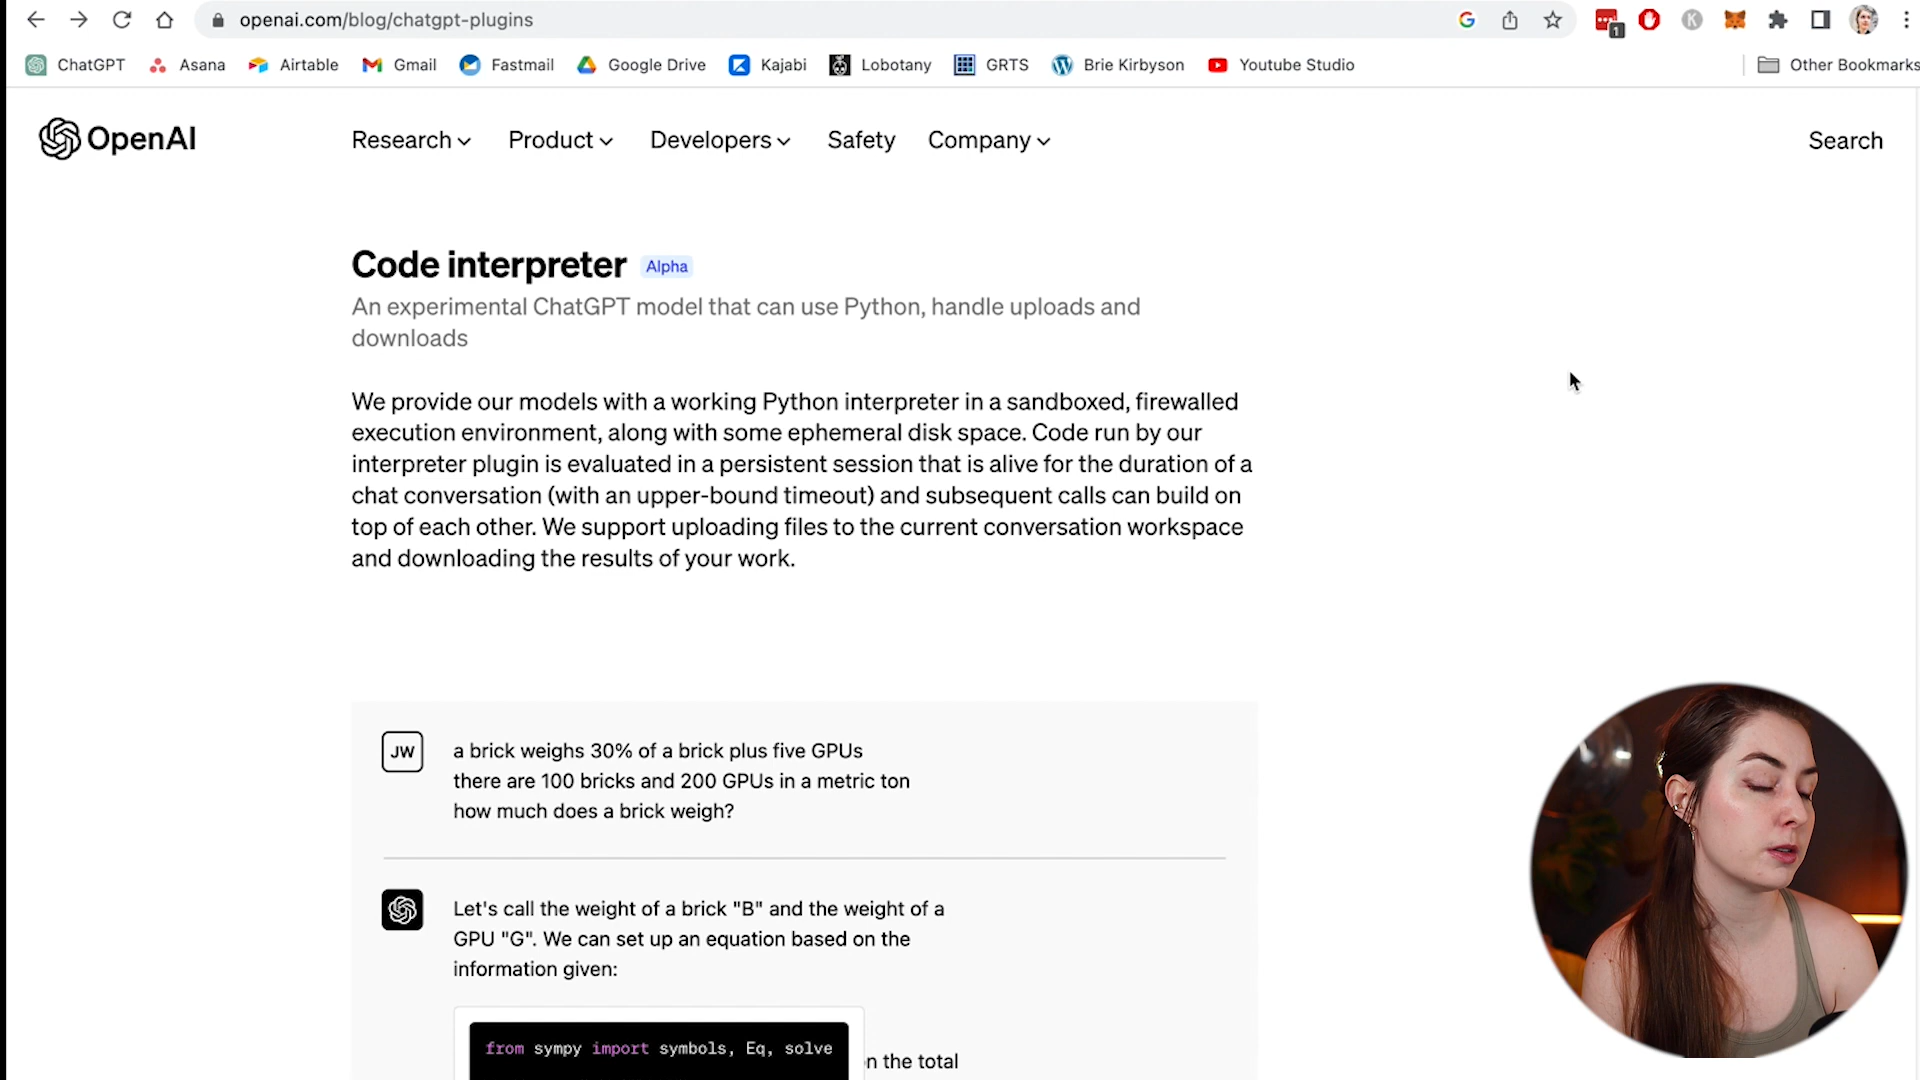 openai.com/blog/chatgpt-plugins
1
ChatGPT Asana Airtable Gmail Fastmail Google Drive Kajabi Lobotany GRTS Brie Kirbyson Youtube Studio Other Bookmarks
OpenAI Research Product Developers Safety Company Search
Code interpreter Alpha
An experimental ChatGPT model that can use Python, handle uploads and
downloads
We provide our models with a working Python interpreter in a sandboxed, firewalled
execution environment, along with some ephemeral disk space. Code run by our
interpreter plugin is evaluated in a persistent session that is alive for the duration of a
chat conversation (with an upper-bound timeout) and subsequent calls can build on
top of each other. We support uploading files to the current conversation workspace
and downloading the results of your work.
JW a brick weighs 30% of a brick plus five GPUs
there are 100 bricks and 200 GPUs in a metric ton
how much does a brick weigh?
Let's call the weight of a brick "B" and the weight of a
GPU "G". We can set up an equation based on the
information given:
from sympy import symbols, Eq, solve
n the total